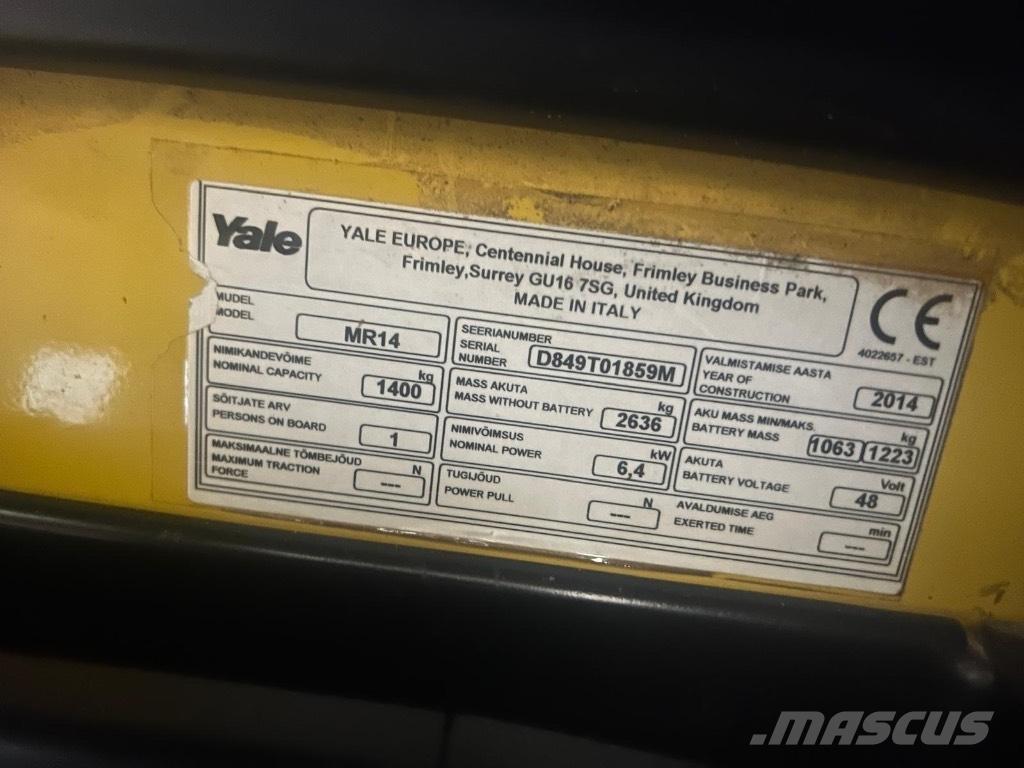 Yale
YALE EUROPE, Centennial House, Frimley Business Park,
Frimley,Surrey GU16 7SG, United Kingdom
MADE IN ITALY
CE
4022657 - EST
MUDEL
MODEL
MR14
SEERIANUMBER
SERIAL
NUMBER
D849T01859M
VALMISTAMISE AASTA
YEAR OF
CONSTRUCTION
2014
NIMIKANDEVÕIME
NOMINAL CAPACITY
kg
1400
MASS AKUTA
MASS WITHOUT BATTERY
kg
2636
AKU MASS MIN/MAKS.
BATTERY MASS
kg
1063 1223
SÕITJATE ARV
PERSONS ON BOARD
1
NIMIVÕIMSUS
NOMINAL POWER
kW
6,4
AKUTA
BATTERY VOLTAGE
Volt
48
MAKSIMAALNE TÕMBEJÕUD
MAXIMUM TRACTION
FORCE
N
---
TUGIJÕUD
POWER PULL
N
---
AVALDUMISE AEG
EXERTED TIME
min
---
.MASCUS